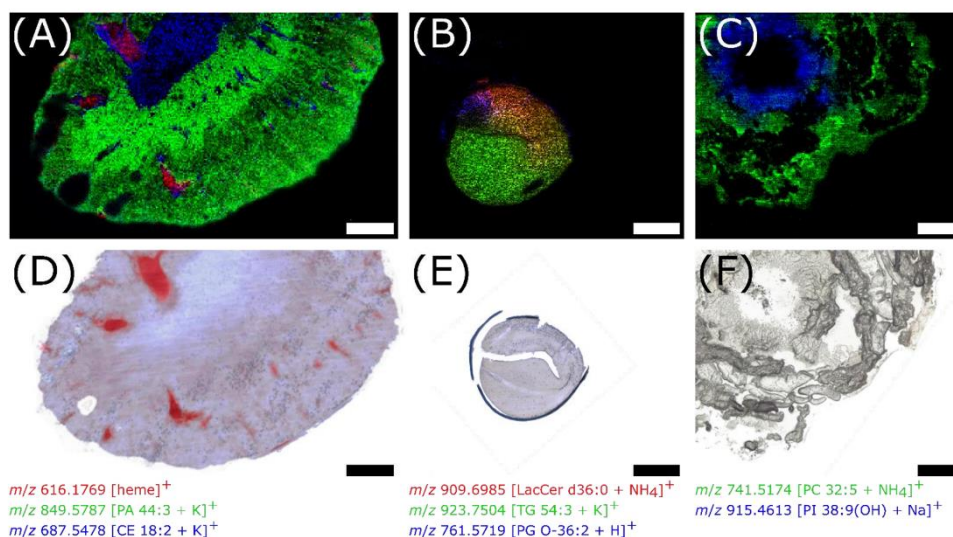 (A) (B) (C)
(D) (E) (F)
m/z 616.1769 [heme]⁺
m/z 849.5787 [PA 44:3 + K]⁺
m/z 687.5478 [CE 18:2 + K]⁺
m/z 909.6985 [LacCer d36:0 + NH₄]⁺
m/z 923.7504 [TG 54:3 + K]⁺
m/z 761.5719 [PG O-36:2 + H]⁺
m/z 741.5174 [PC 32:5 + NH₄]⁺
m/z 915.4613 [PI 38:9(OH) + Na]⁺